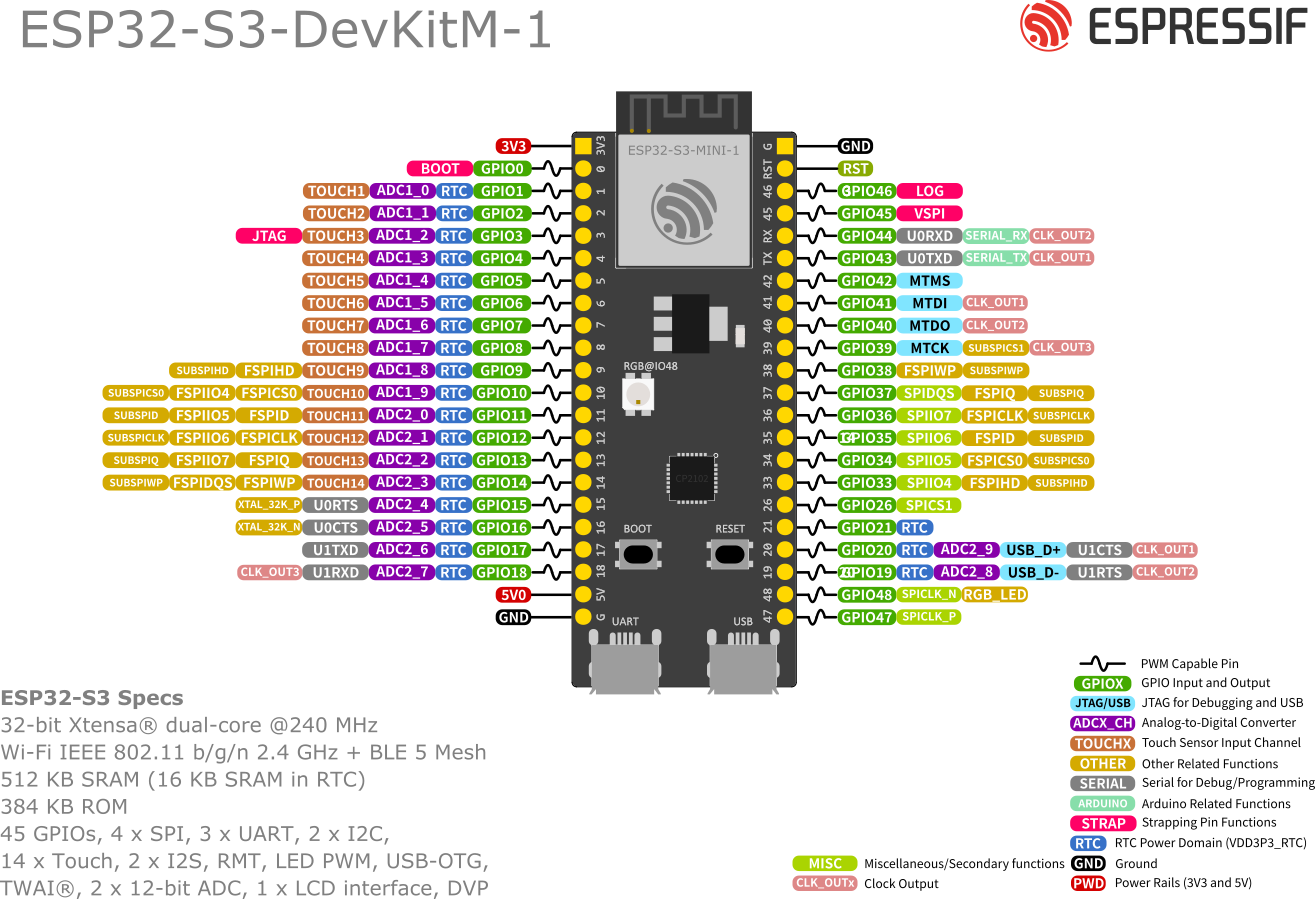 ESP32-S3-DevKitM-1
ESPRESSIF
3V3 3V3 ESP32-S3-MINI-1 G GND
BOOT GPIO0 0 RST RST
TOUCH1 ADC1_0 RTC GPIO1 1 46 GPIO46 LOG
TOUCH2 ADC1_1 RTC GPIO2 2 45 GPIO45 VSPI
JTAG TOUCH3 ADC1_2 RTC GPIO3 3 RX GPIO44 U0RXD SERIAL_RX CLK_OUT2
TOUCH4 ADC1_3 RTC GPIO4 4 TX GPIO43 U0TXD SERIAL_TX CLK_OUT1
TOUCH5 ADC1_4 RTC GPIO5 5 42 GPIO42 MTMS
TOUCH6 ADC1_5 RTC GPIO6 6 41 GPIO41 MTDI CLK_OUT1
TOUCH7 ADC1_6 RTC GPIO7 7 40 GPIO40 MTDO CLK_OUT2
TOUCH8 ADC1_7 RTC GPIO8 8 39 GPIO39 MTCK SUBSPICS1 CLK_OUT3
SUBSPIHD FSPIHD TOUCH9 ADC1_8 RTC GPIO9 9 RGB@IO48 38 GPIO38 FSPIWP SUBSPIWP
SUBSPICS0 FSPIIO4 FSPICS0 TOUCH10 ADC1_9 RTC GPIO10 10 37 GPIO37 SPIDQS FSPIQ SUBSPIQ
SUBSPID FSPIIO5 FSPID TOUCH11 ADC2_0 RTC GPIO11 11 36 GPIO36 SPIIO7 FSPICLK SUBSPICLK
SUBSPICLK FSPIIO6 FSPICLK TOUCH12 ADC2_1 RTC GPIO12 12 35 GPIO35 SPIIO6 FSPID SUBSPID
SUBSPIQ FSPIIO7 FSPIQ TOUCH13 ADC2_2 RTC GPIO13 13 34 GPIO34 SPIIO5 FSPICS0 SUBSPICS0
SUBSPIWP FSPIDQS FSPIWP TOUCH14 ADC2_3 RTC GPIO14 14 CP2102 33 GPIO33 SPIIO4 FSPIHD SUBSPIHD
XTAL_32K_P U0RTS ADC2_4 RTC GPIO15 15 26 GPIO26 SPICS1
XTAL_32K_N U0CTS ADC2_5 RTC GPIO16 16 BOOT RESET 21 GPIO21 RTC
U1TXD ADC2_6 RTC GPIO17 17 20 GPIO20 RTC ADC2_9 USB_D+ U1CTS CLK_OUT1
CLK_OUT3 U1RXD ADC2_7 RTC GPIO18 18 19 GPIO19 RTC ADC2_8 USB_D- U1RTS CLK_OUT2
5V0 5V 48 GPIO48 SPICLK_N RGB_LED
GND G UART USB 47 GPIO47 SPICLK_P
PWM Capable Pin
GPIOX GPIO Input and Output
JTAG/USB JTAG for Debugging and USB
ADCX_CH Analog-to-Digital Converter
TOUCHX Touch Sensor Input Channel
OTHER Other Related Functions
SERIAL Serial for Debug/Programming
ARDUINO Arduino Related Functions
STRAP Strapping Pin Functions
RTC RTC Power Domain (VDD3P3_RTC)
MISC Miscellaneous/Secondary functions GND Ground
CLK_OUTx Clock Output PWD Power Rails (3V3 and 5V)
ESP32-S3 Specs
32-bit Xtensa® dual-core @240 MHz
Wi-Fi IEEE 802.11 b/g/n 2.4 GHz + BLE 5 Mesh
512 KB SRAM (16 KB SRAM in RTC)
384 KB ROM
45 GPIOs, 4 x SPI, 3 x UART, 2 x I2C,
14 x Touch, 2 x I2S, RMT, LED PWM, USB-OTG,
TWAI®, 2 x 12-bit ADC, 1 x LCD interface, DVP